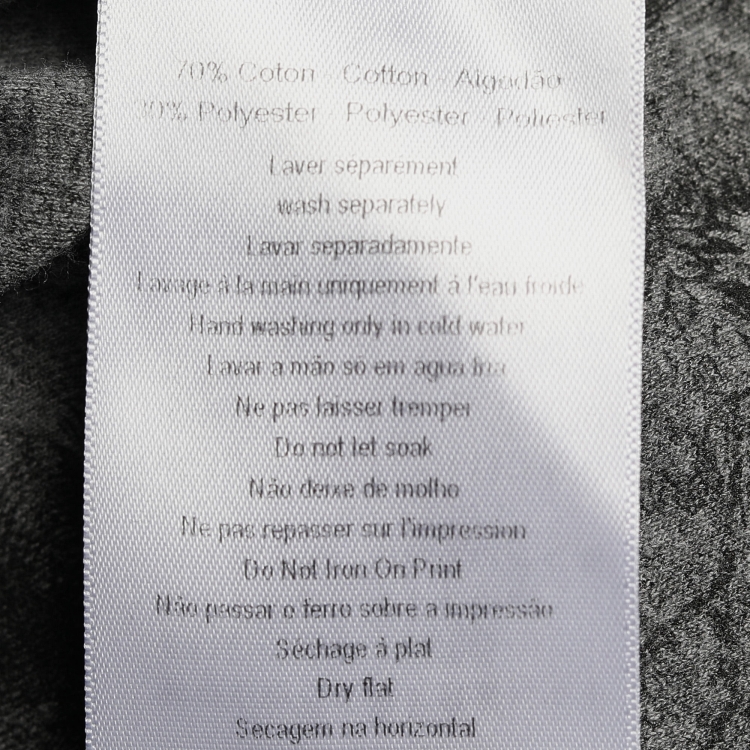 70% Coton - Cotton - Algodão
30% Polyester - Polyester - Poliester
Laver separement
wash separately
Lavar separadamente
Lavage à la main uniquement à l'eau froide
Hand washing only in cold water
Lavar a mão so em agua fria
Ne pas laisser tremper
Do not let soak
Não deixe de molho
Ne pas repasser sur l'impression
Do Not Iron On Print
Não passar o ferro sobre a impressão
Séchage à plat
Dry flat
Secagem na horizontal